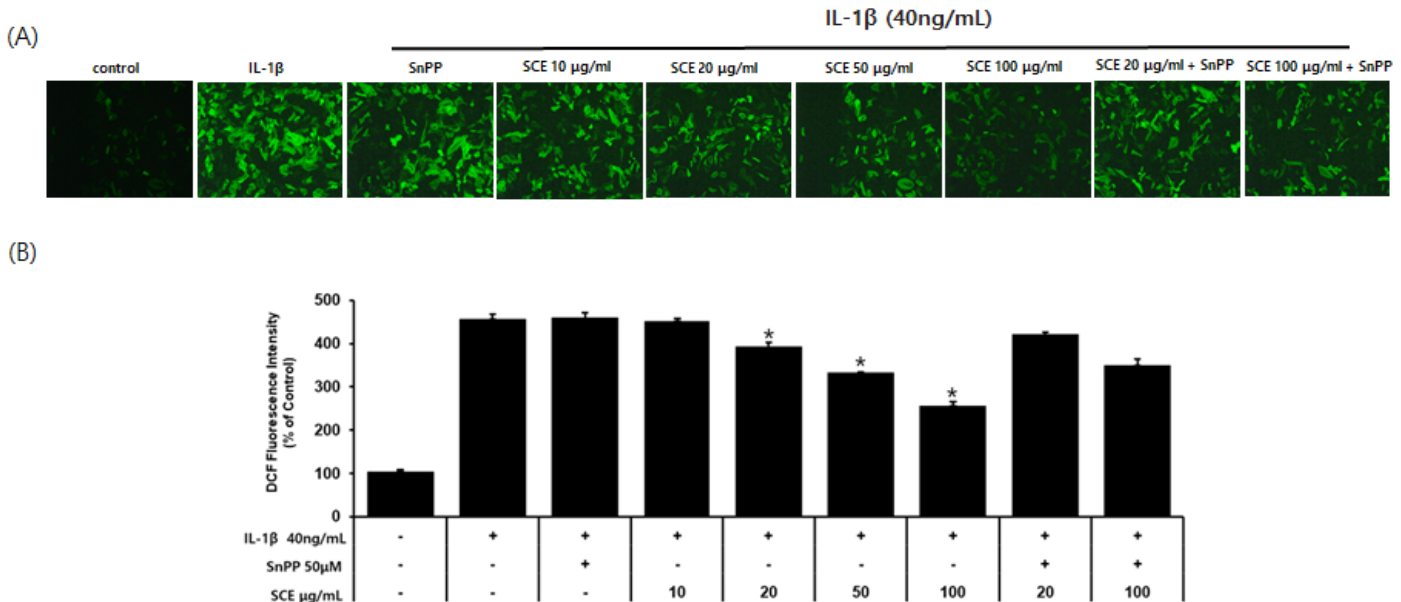 IL-1β (40ng/mL)
(A)
control IL-1β SnPP SCE 10 μg/ml SCE 20 μg/ml SCE 50 μg/ml SCE 100 μg/ml SCE 20 μg/ml + SnPP SCE 100 μg/ml + SnPP
(B)
DCF Fluorescence Intensity
(% of Control)
500
400
300
200
100
0
* * *
IL-1β 40ng/mL - + + + + + + + +
SnPP 50μM - - + - - - - + +
SCE μg/mL - - - 10 20 50 100 20 100